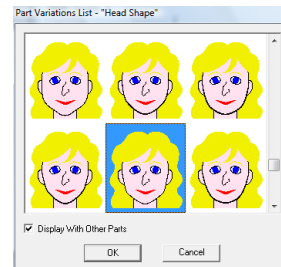 Part Variations List - "Head Shape"
Display With Other Parts
OK
Cancel